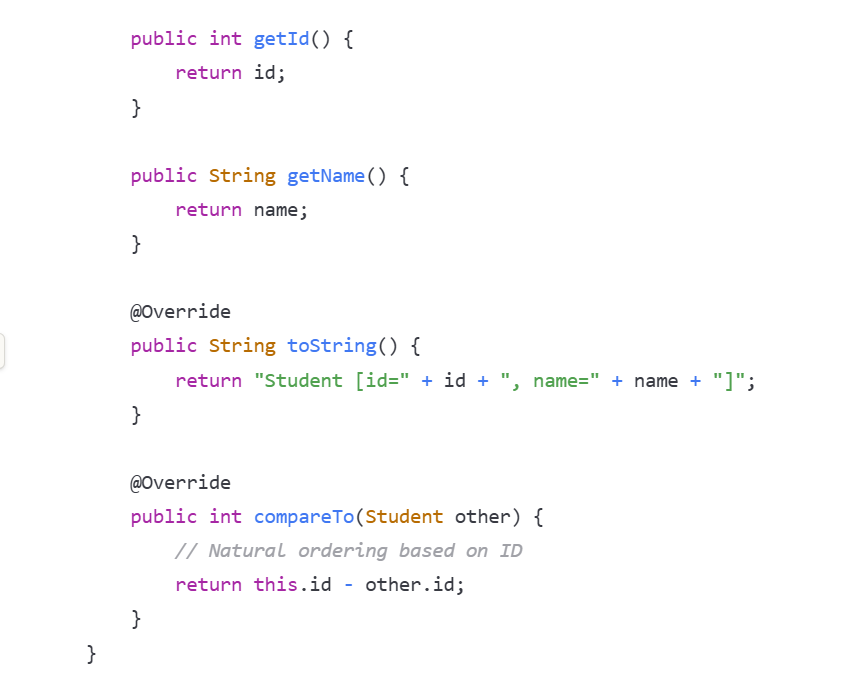 public int getId() {
return id;
}
public String getName() {
return name;
}
@Override
public String toString() {
return "Student [id=" + id + ", name=" + name + "]";
}
@Override
public int compareTo(Student other) {
// Natural ordering based on ID
return this.id - other.id;
}
}